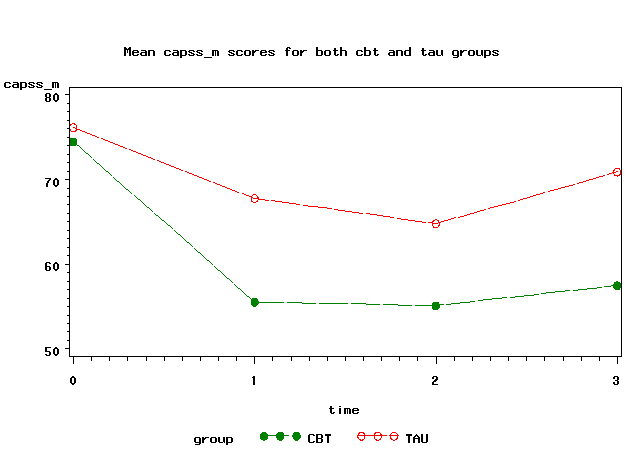 Mean capss_m scores for both cbt and tau groups
capss_m
80
70
60
50
0 1 2 3
time
group CBT TAU